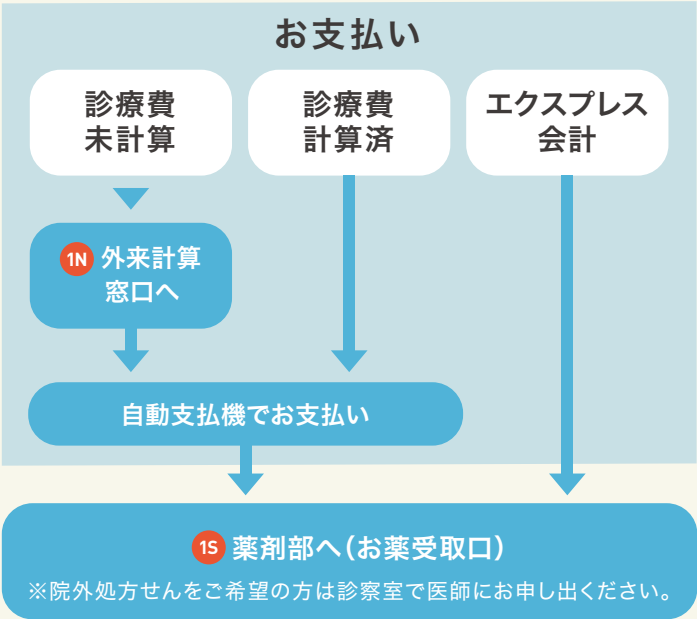 お支払い
診療費
未計算
診療費
計算済
エクスプレス
会計
1N 外来計算
窓口へ
自動支払機でお支払い
1S 薬剤部へ（お薬受取口）
※院外処方せんをご希望の方は診察室で医師にお申し出ください。